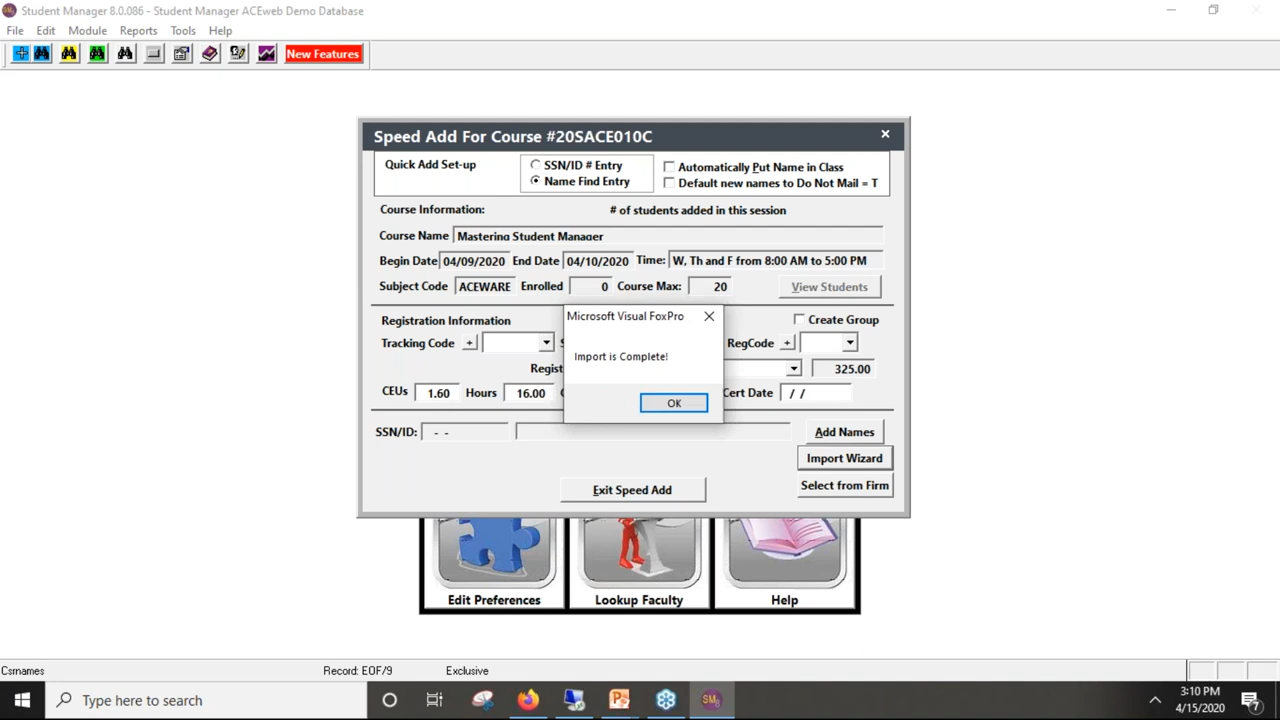 Student Manager 8.0.086 - Student Manager ACEweb Demo Database
File Edit Module Reports Tools Help
New Features
Speed Add For Course #20SACE010C
Quick Add Set-up
SSN/ID # Entry
Name Find Entry
Automatically Put Name in Class
Default new names to Do Not Mail = T
Course Information: # of students added in this session
Course Name Mastering Student Manager
Begin Date 04/09/2020 End Date 04/10/2020 Time: W, Th and F from 8:00 AM to 5:00 PM
Subject Code ACEWARE Enrolled 0 Course Max: 20 View Students
Microsoft Visual FoxPro
Import is Complete!
OK
Registration Information Create Group
Tracking Code + RegCode +
325.00
CEUs 1.60 Hours 16.00 Cert Date / /
SSN/ID: - - Add Names
Import Wizard
Exit Speed Add Select from Firm
Edit Preferences Lookup Faculty Help
Csrnames Record: EOF/9 Exclusive
Type here to search
3:10 PM
4/15/2020
7